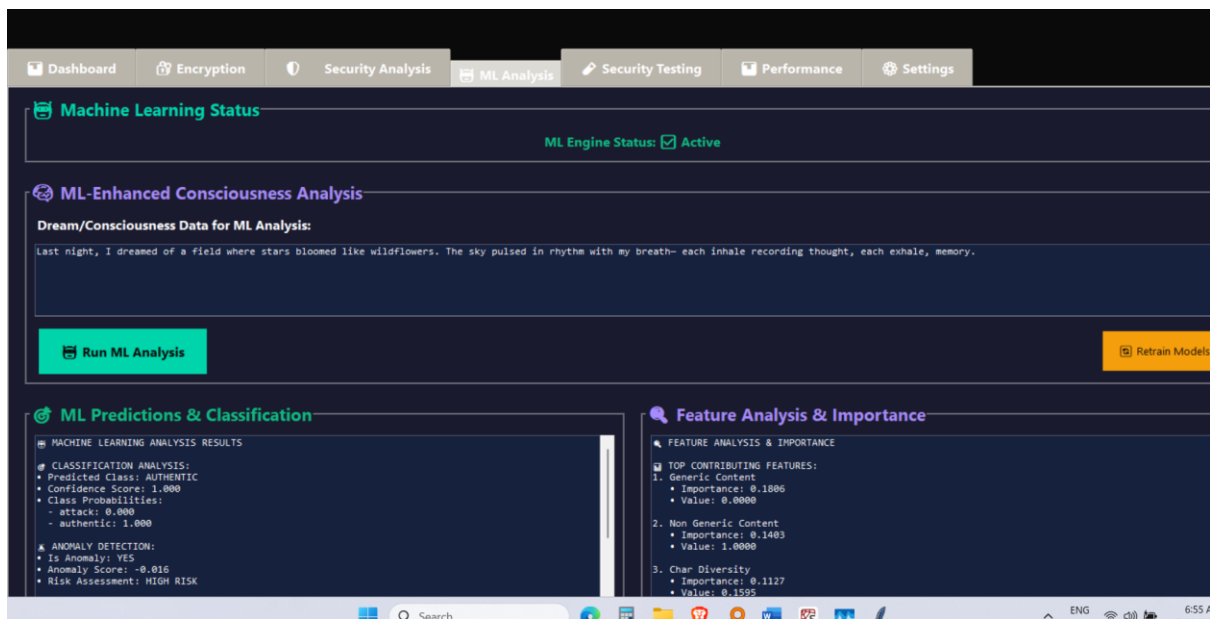 Dashboard Encryption Security Analysis ML Analysis Security Testing Performance Settings
Machine Learning Status
ML Engine Status: Active
ML-Enhanced Consciousness Analysis
Dream/Consciousness Data for ML Analysis:
Last night, I dreamed of a field where stars bloomed like wildflowers. The sky pulsed in rhythm with my breath— each inhale recording thought, each exhale, memory.
Run ML Analysis
Retrain Models
ML Predictions & Classification
MACHINE LEARNING ANALYSIS RESULTS
CLASSIFICATION ANALYSIS:
• Predicted Class: AUTHENTIC
• Confidence Score: 1.000
• Class Probabilities:
- attack: 0.000
- authentic: 1.000
ANOMALY DETECTION:
• Is Anomaly: YES
• Anomaly Score: -0.016
• Risk Assessment: HIGH RISK
Feature Analysis & Importance
FEATURE ANALYSIS & IMPORTANCE
TOP CONTRIBUTING FEATURES:
1. Generic Content
• Importance: 0.1806
• Value: 0.0000
2. Non Generic Content
• Importance: 0.1403
• Value: 1.0000
3. Char Diversity
• Importance: 0.1127
• Value: 0.1595
Search
ENG
6:55 A